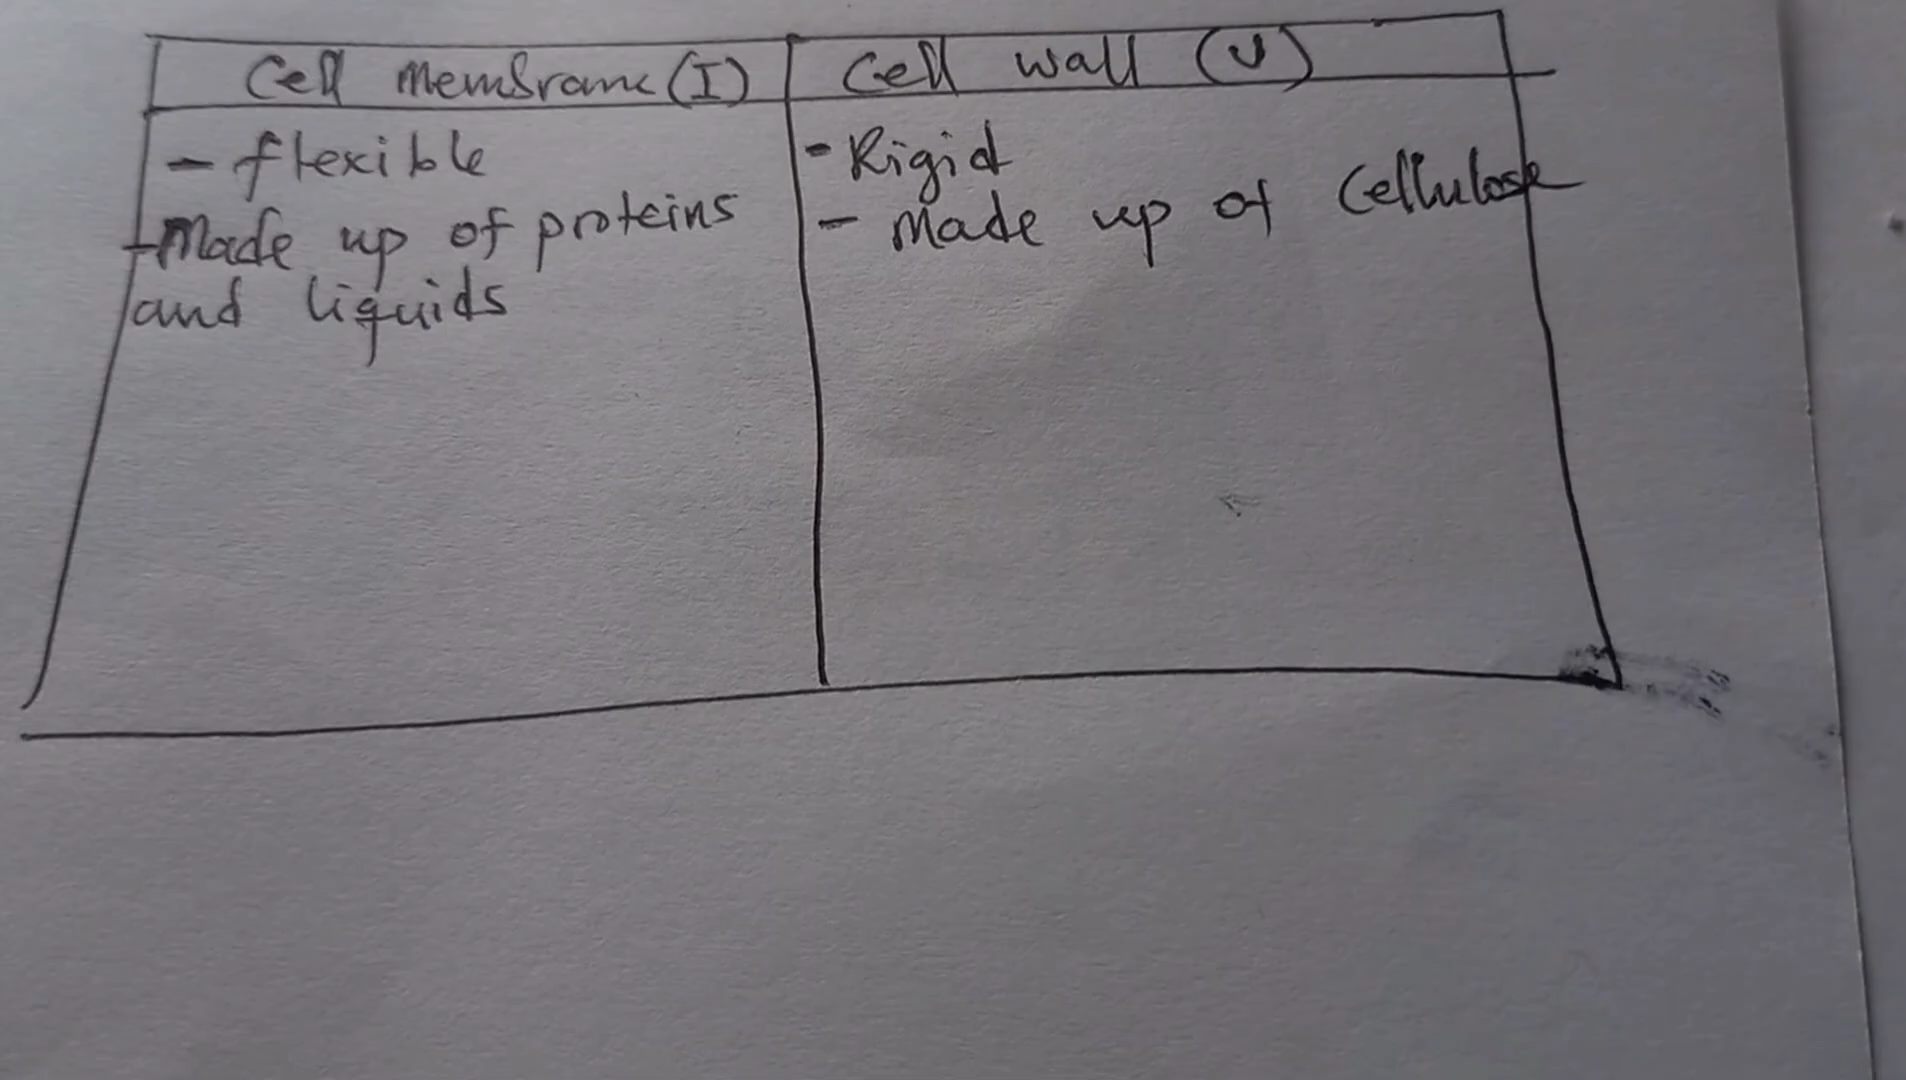 Cell membrane (I) Cell wall (U)
- flexible
- Made up of proteins
and liquids
- Rigid
- Made up of Cellulose